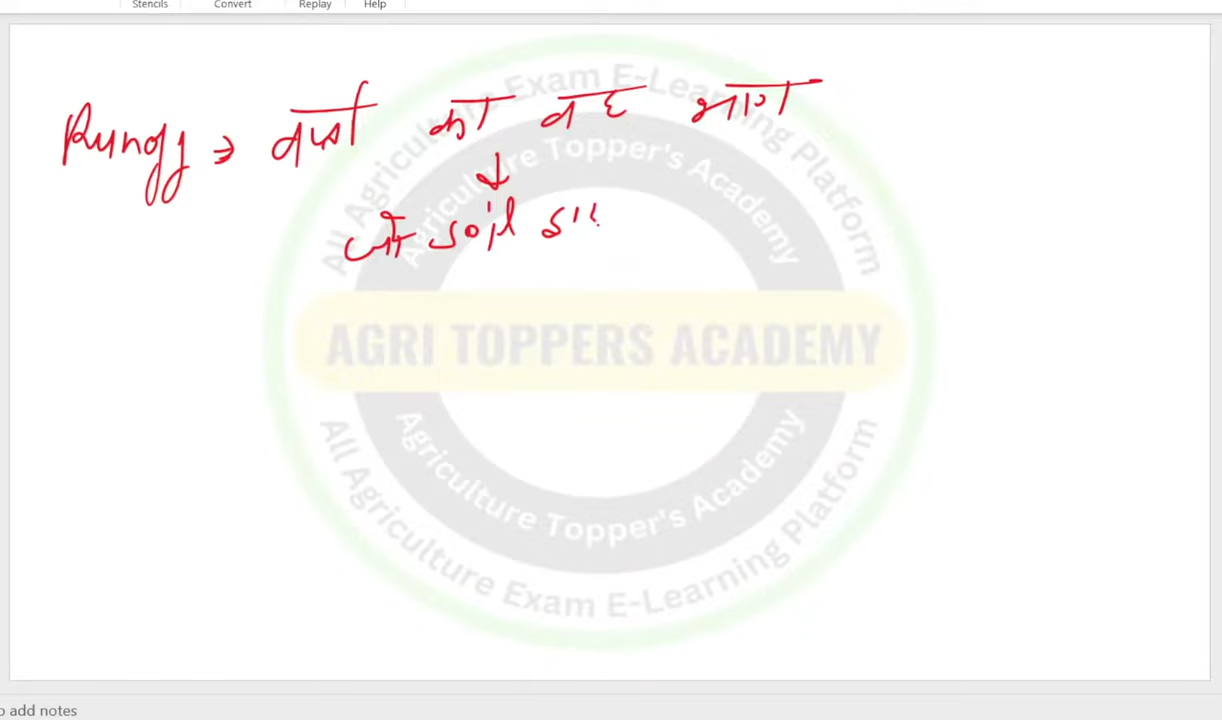 Stencils Convert Replay Help
Runoff → वर्षा का वह भाग
↓
जो soil su
All Agriculture Exam E-Learning Platform
Agriculture Topper's Academy
AGRI TOPPERS ACADEMY
Agriculture Topper's Academy
All Agriculture Exam E-Learning Platform
o add notes